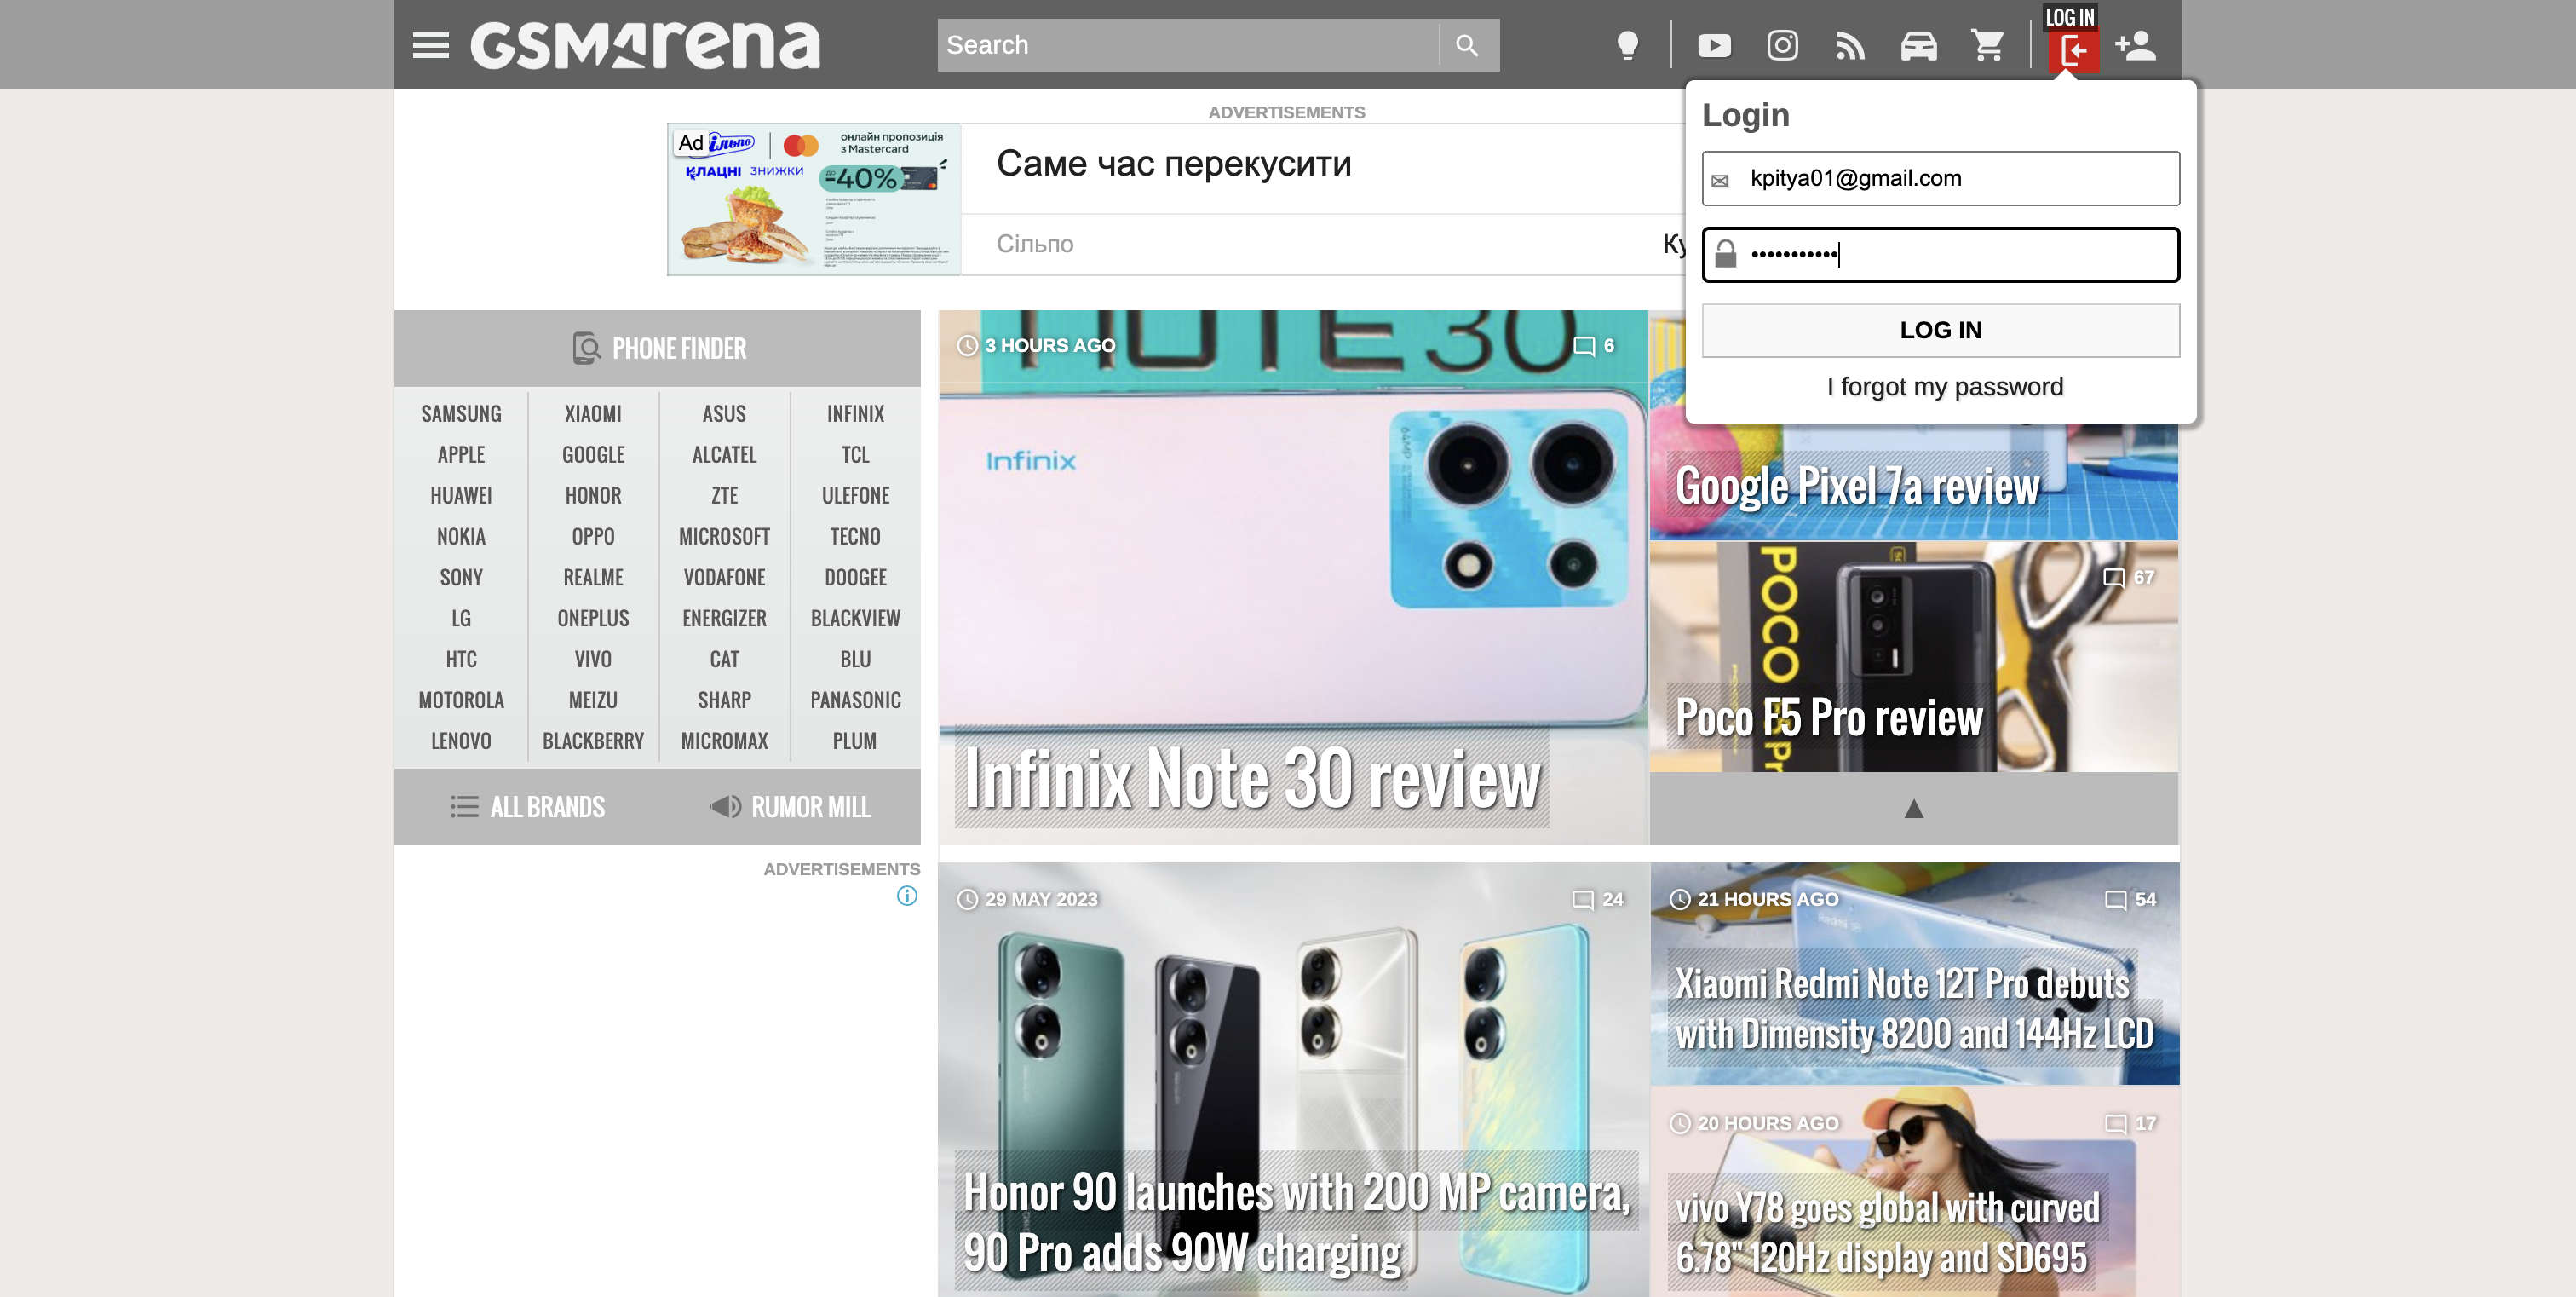 GSMArena
Search
LOG IN
ADVERTISEMENTS
Ad
Сільпо
онлайн пропозиція
з Mastercard
КЛАЦНІ ЗНИЖКИ
ДО
-40%
Саме час перекусити
Сільпо
Ку
Login
kpitya01@gmail.com
LOG IN
I forgot my password
PHONE FINDER
SAMSUNG XIAOMI ASUS INFINIX
APPLE GOOGLE ALCATEL TCL
HUAWEI HONOR ZTE ULEFONE
NOKIA OPPO MICROSOFT TECNO
SONY REALME VODAFONE DOOGEE
LG ONEPLUS ENERGIZER BLACKVIEW
HTC VIVO CAT BLU
MOTOROLA MEIZU SHARP PANASONIC
LENOVO BLACKBERRY MICROMAX PLUM
ALL BRANDS RUMOR MILL
ADVERTISEMENTS
NOTE 30
3 HOURS AGO 6
Infinix
Infinix Note 30 review
Google Pixel 7a review
POCO
67
Poco F5 Pro review
29 MAY 2023 24
Honor 90 launches with 200 MP camera,
90 Pro adds 90W charging
21 HOURS AGO 54
Redmi
Xiaomi Redmi Note 12T Pro debuts
with Dimensity 8200 and 144Hz LCD
20 HOURS AGO 17
vivo Y78 goes global with curved
6.78" 120Hz display and SD695